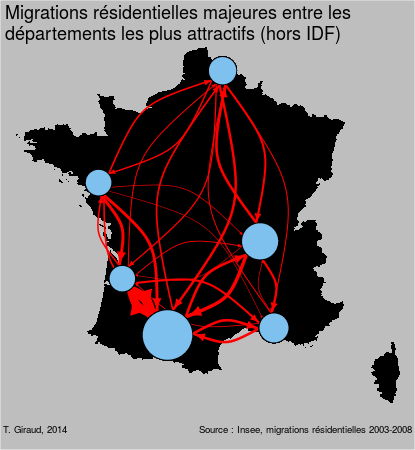 Migrations résidentielles majeures entre les
départements les plus attractifs (hors IDF)
T. Giraud, 2014
Source : Insee, migrations résidentielles 2003-2008